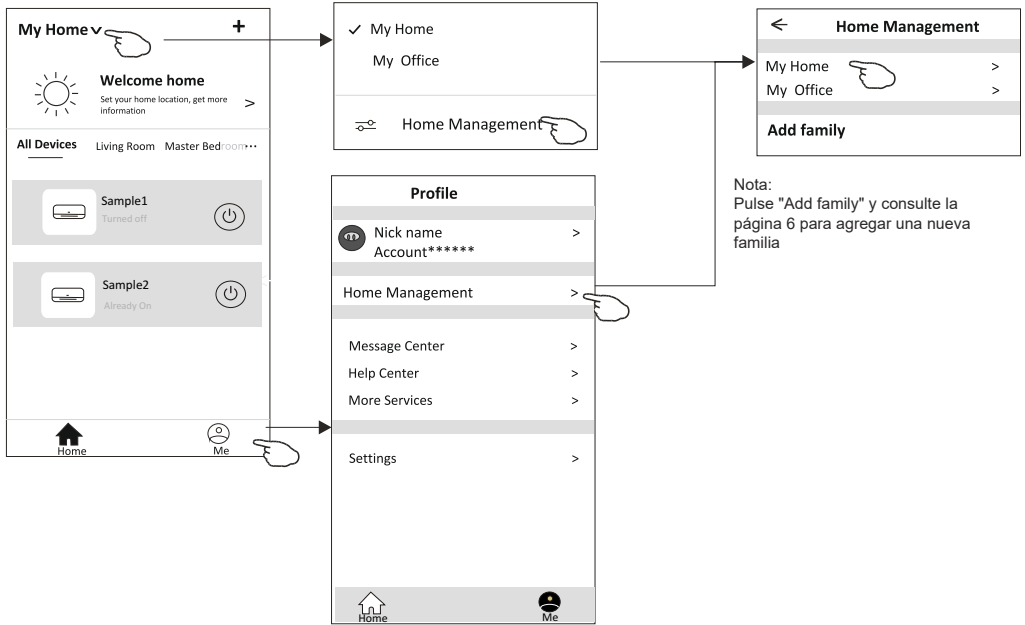 My Home
+
Welcome home
Set your home location, get more
information
>
All Devices Living Room Master Bedroom...
Sample1
Turned off
Sample2
Already On
Home Me
✓ My Home
My Office
Home Management
Profile
Nick name >
Account******
Home Management >
Message Center >
Help Center >
More Services >
Settings >
Home Me
Home Management
My Home >
My Office >
Add family
Nota:
Pulse "Add family" y consulte la
página 6 para agregar una nueva
familia